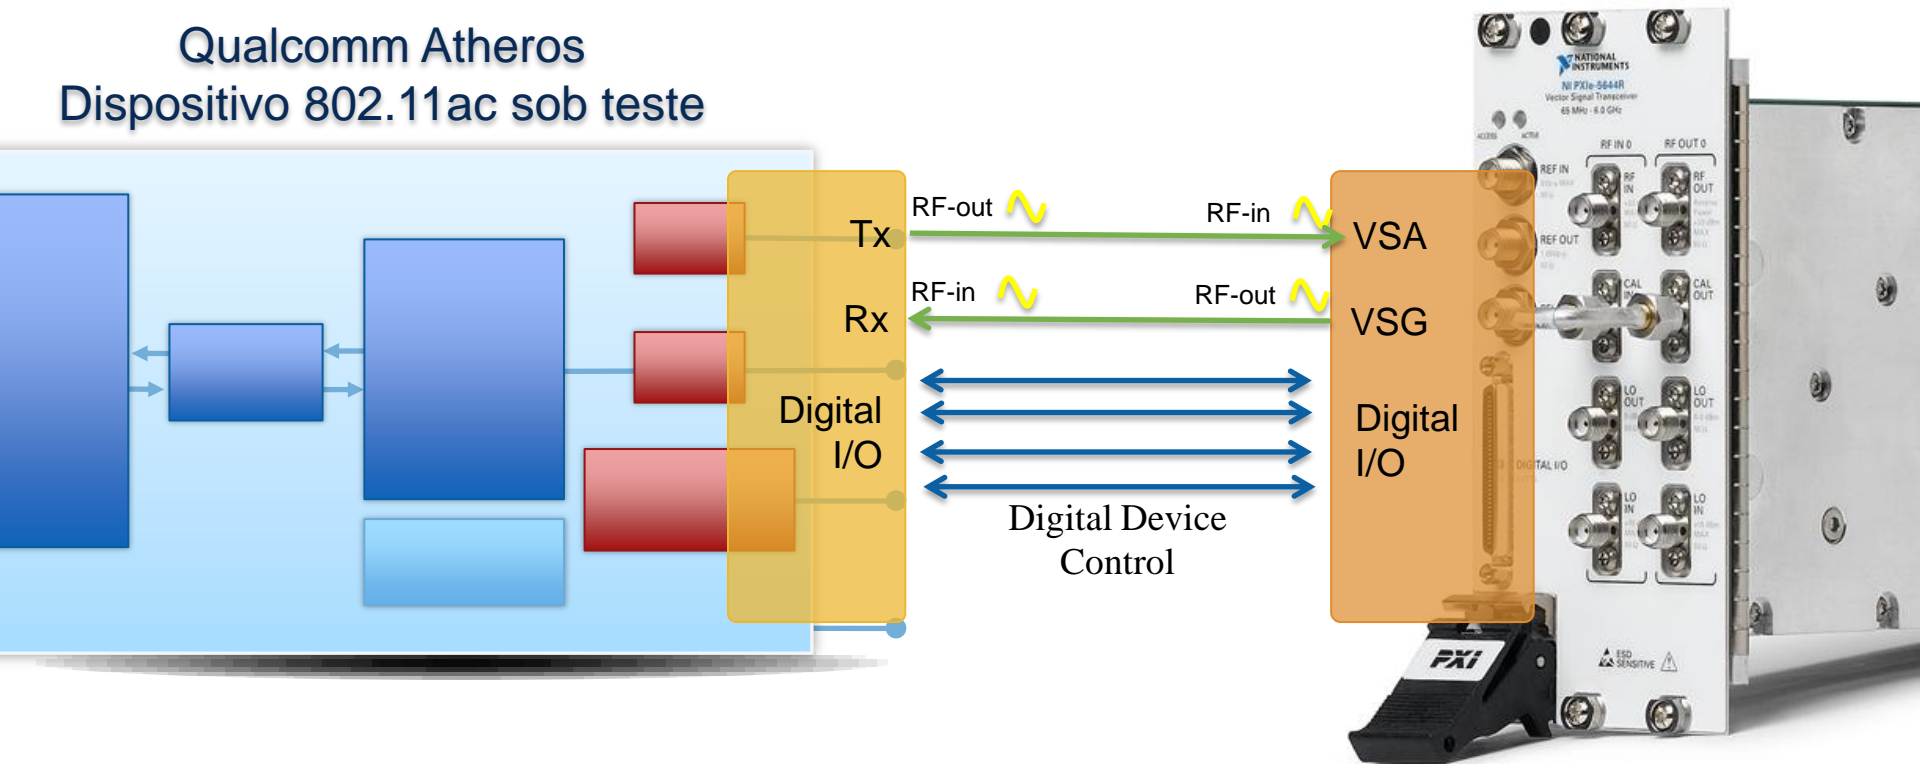 Qualcomm Atheros
Dispositivo 802.11ac sob teste
Tx
Rx
Digital
I/O
RF-out
RF-in
RF-in
RF-out
Digital Device
Control
VSA
VSG
Digital
I/O
NATIONAL
INSTRUMENTS
NI PXIe-5644R
Vector Signal Transceiver
65 MHz - 6.0 GHz
ACCESS
ACTIVE
RF IN 0
RF OUT 0
REF IN
RF
IN
RF
OUT
REF OUT
CAL
IN
CAL
OUT
LO
OUT
LO
OUT
DIGITAL I/O
LO
IN
LO
IN
ESD
SENSITIVE
PXI